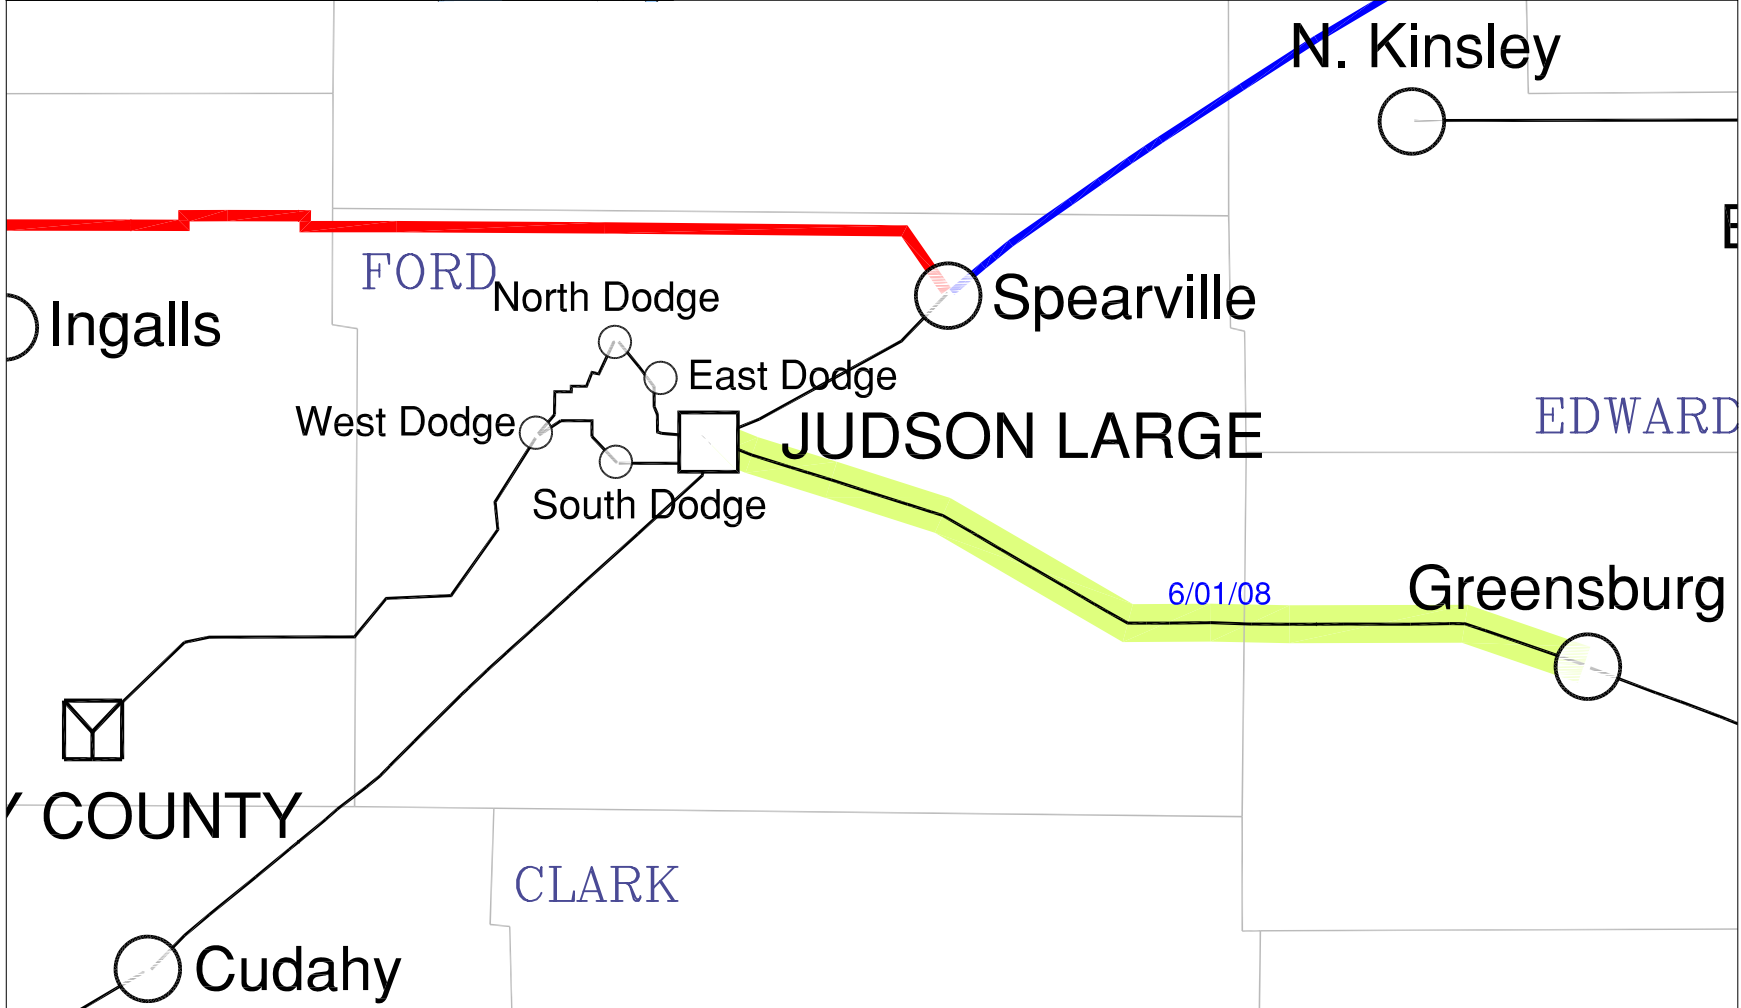 N. Kinsley
FORD
North Dodge
Spearville
Ingalls
East Dodge
West Dodge
JUDSON LARGE
EDWARD
South Dodge
6/01/08
Greensburg
Y COUNTY
CLARK
Cudahy